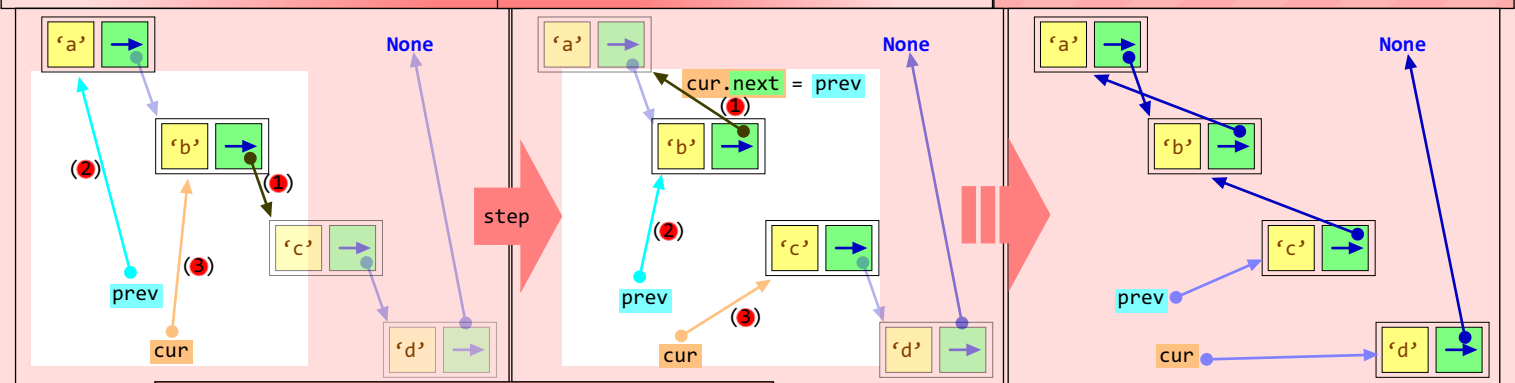 ‘a’
None
(2)
‘b’
(1)
‘c’
(3)
prev
cur
‘d’
step
‘a’
None
cur.next = prev
(1)
‘b’
(2)
‘c’
prev
(3)
cur
‘d’
‘a’
None
‘b’
‘c’
prev
cur
‘d’